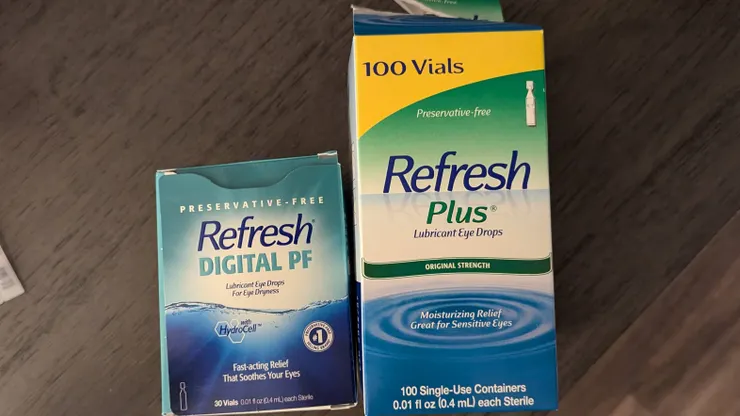 PRESERVATIVE-FREE
Refresh®
DIGITAL PF
Lubricant Eye Drops
For Eye Dryness
with
HydroCell™
#1
Fast-acting Relief
That Soothes Your Eyes
30 Vials 0.01 fl oz (0.4 mL) each Sterile
100 Vials
Preservative-free
Refresh
Plus®
Lubricant Eye Drops
ORIGINAL STRENGTH
Moisturizing Relief
Great for Sensitive Eyes
100 Single-Use Containers
0.01 fl oz (0.4 mL) each Sterile